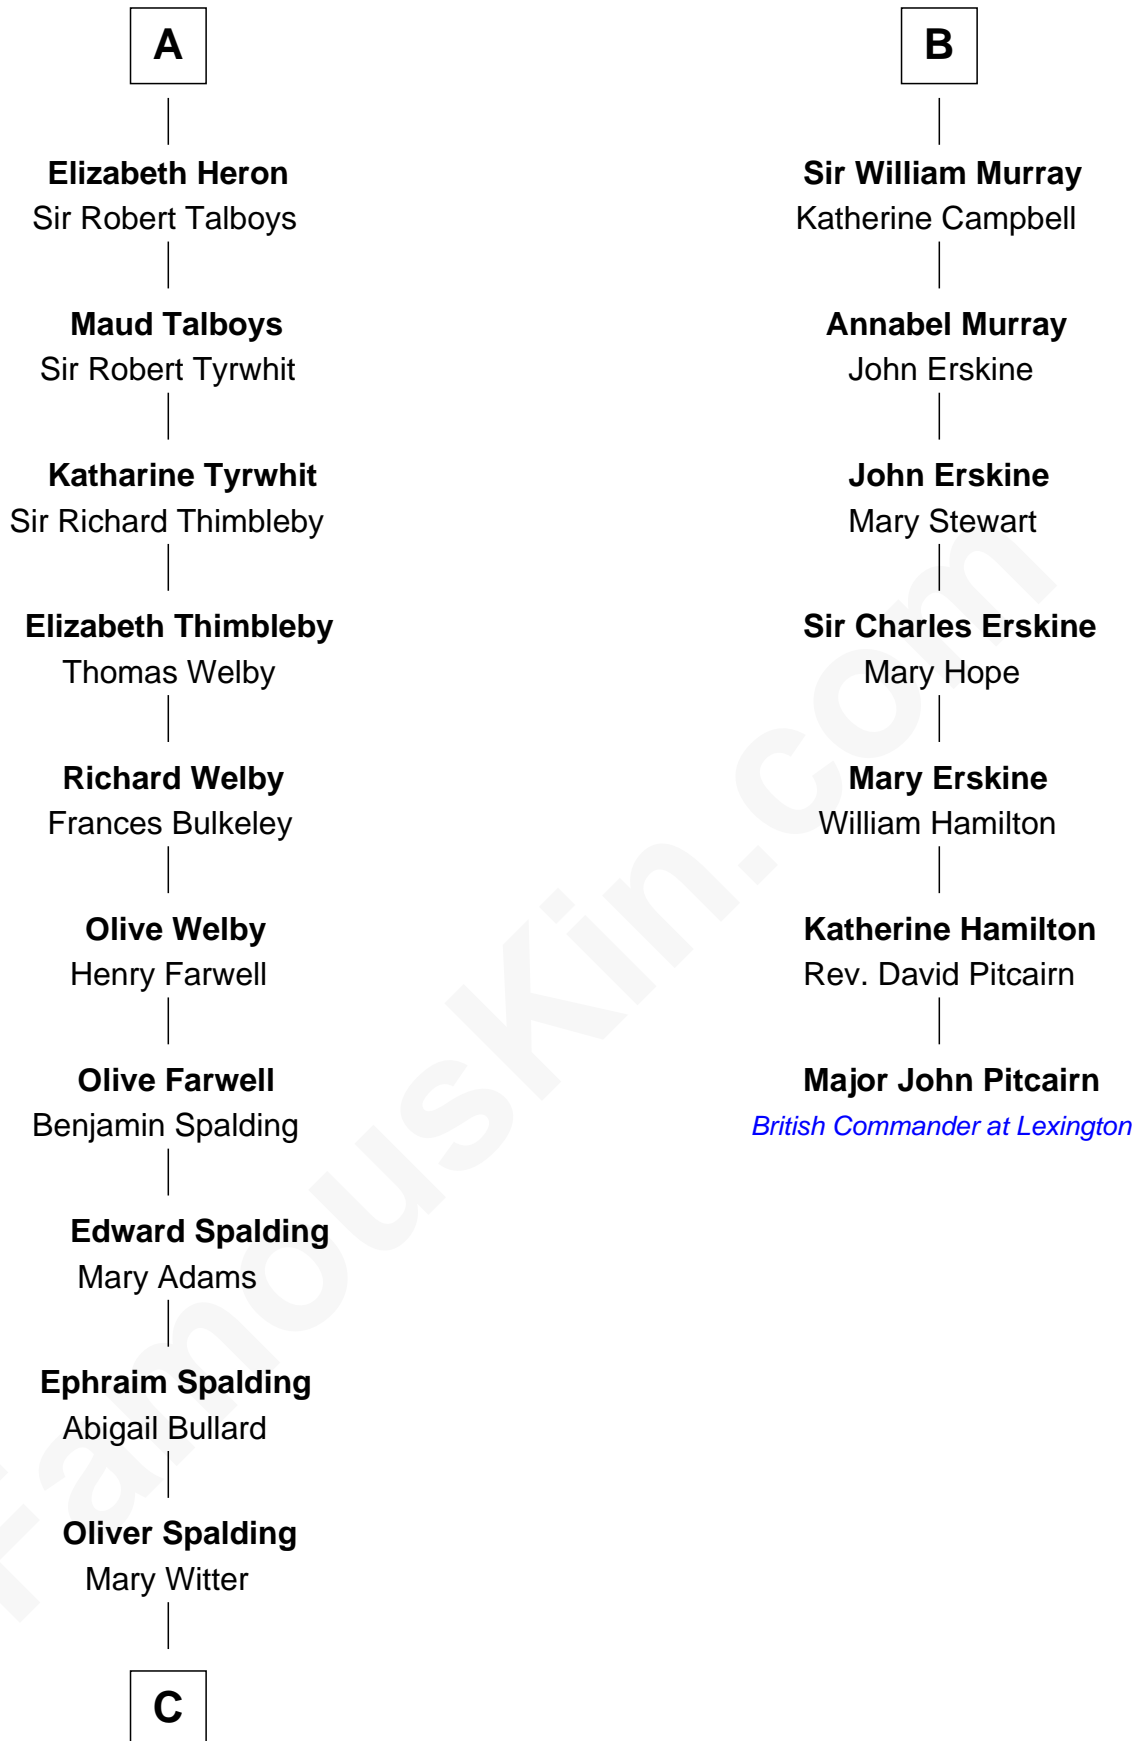 A
Elizabeth Heron
Sir Robert Talboys
Maud Talboys
Sir Robert Tyrwhit
Katharine Tyrwhit
Sir Richard Thimbleby
Elizabeth Thimbleby
Thomas Welby
Richard Welby
Frances Bulkeley
Olive Welby
Henry Farwell
Olive Farwell
Benjamin Spalding
Edward Spalding
Mary Adams
Ephraim Spalding
Abigail Bullard
Oliver Spalding
Mary Witter
C
B
Sir William Murray
Katherine Campbell
Annabel Murray
John Erskine
John Erskine
Mary Stewart
Sir Charles Erskine
Mary Hope
Mary Erskine
William Hamilton
Katherine Hamilton
Rev. David Pitcairn
Major John Pitcairn
British Commander at Lexington
FamousKin.com